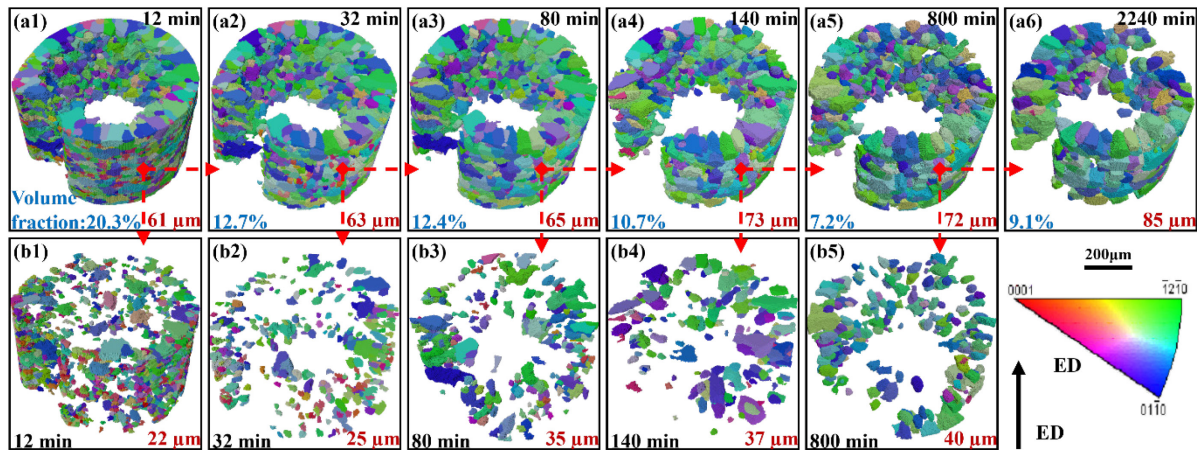 (a1) 12 min
(a2) 32 min
(a3) 80 min
(a4) 140 min
(a5) 800 min
(a6) 2240 min
Volume
fraction:20.3% 61 µm
12.7% 63 µm
12.4% 65 µm
10.7% 73 µm
7.2% 72 µm
9.1% 85 µm
(b1)
(b2)
(b3)
(b4)
(b5)
12 min 22 µm
32 min 25 µm
80 min 35 µm
140 min 37 µm
800 min 40 µm
200µm
0001 1̄21̄0
ED
011̄0
ED